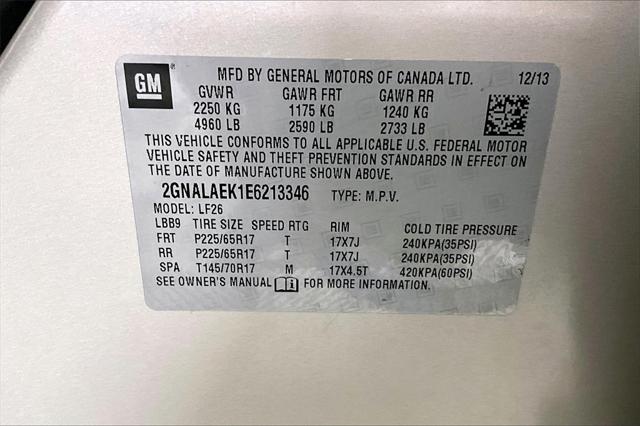 GM
MFD BY GENERAL MOTORS OF CANADA LTD. 12/13
GVWR GAWR FRT GAWR RR
2250 KG 1175 KG 1240 KG
4960 LB 2590 LB 2733 LB
THIS VEHICLE CONFORMS TO ALL APPLICABLE U.S. FEDERAL MOTOR
VEHICLE SAFETY AND THEFT PREVENTION STANDARDS IN EFFECT ON
THE DATE OF MANUFACTURE SHOWN ABOVE.
2GNALAEK1E6213346 TYPE: M.P.V.
MODEL: LF26
LBB9 TIRE SIZE SPEED RTG RIM COLD TIRE PRESSURE
FRT P225/65R17 T 17X7J 240KPA(35PSI)
RR P225/65R17 T 17X7J 240KPA(35PSI)
SPA T145/70R17 M 17X4.5T 420KPA(60PSI)
SEE OWNER'S MANUAL FOR MORE INFORMATION.